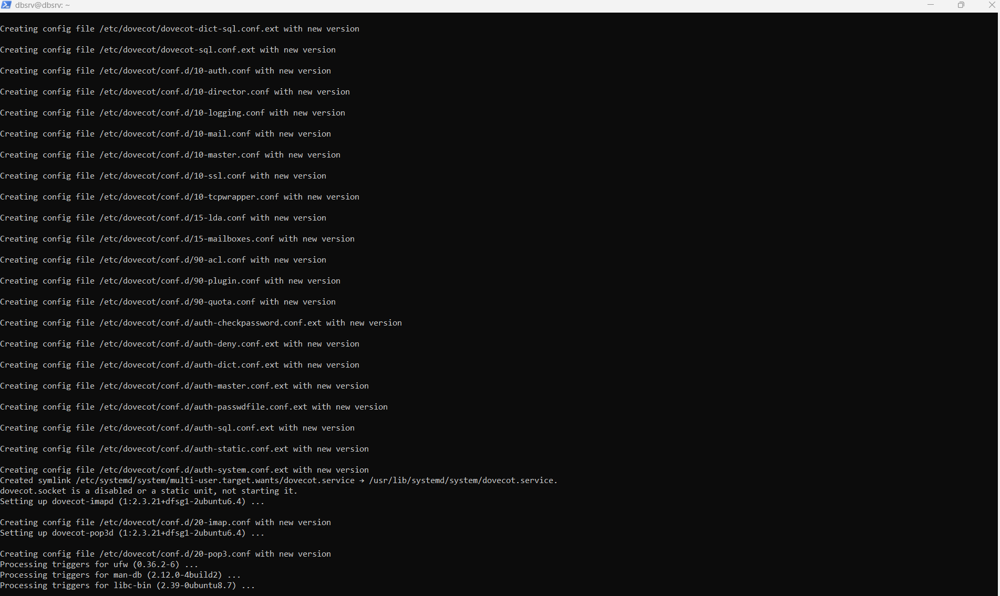 dbsrv@dbsrv: ~
Creating config file /etc/dovecot/dovecot-dict-sql.conf.ext with new version
Creating config file /etc/dovecot/dovecot-sql.conf.ext with new version
Creating config file /etc/dovecot/conf.d/10-auth.conf with new version
Creating config file /etc/dovecot/conf.d/10-director.conf with new version
Creating config file /etc/dovecot/conf.d/10-logging.conf with new version
Creating config file /etc/dovecot/conf.d/10-mail.conf with new version
Creating config file /etc/dovecot/conf.d/10-master.conf with new version
Creating config file /etc/dovecot/conf.d/10-ssl.conf with new version
Creating config file /etc/dovecot/conf.d/10-tcpwrapper.conf with new version
Creating config file /etc/dovecot/conf.d/15-lda.conf with new version
Creating config file /etc/dovecot/conf.d/15-mailboxes.conf with new version
Creating config file /etc/dovecot/conf.d/90-acl.conf with new version
Creating config file /etc/dovecot/conf.d/90-plugin.conf with new version
Creating config file /etc/dovecot/conf.d/90-quota.conf with new version
Creating config file /etc/dovecot/conf.d/auth-checkpassword.conf.ext with new version
Creating config file /etc/dovecot/conf.d/auth-deny.conf.ext with new version
Creating config file /etc/dovecot/conf.d/auth-dict.conf.ext with new version
Creating config file /etc/dovecot/conf.d/auth-master.conf.ext with new version
Creating config file /etc/dovecot/conf.d/auth-passwdfile.conf.ext with new version
Creating config file /etc/dovecot/conf.d/auth-sql.conf.ext with new version
Creating config file /etc/dovecot/conf.d/auth-static.conf.ext with new version
Creating config file /etc/dovecot/conf.d/auth-system.conf.ext with new version
Created symlink /etc/systemd/system/multi-user.target.wants/dovecot.service → /usr/lib/systemd/system/dovecot.service.
dovecot.socket is a disabled or a static unit, not starting it.
Setting up dovecot-imapd (1:2.3.21+dfsg1-2ubuntu6.4) ...
Creating config file /etc/dovecot/conf.d/20-imap.conf with new version
Setting up dovecot-pop3d (1:2.3.21+dfsg1-2ubuntu6.4) ...
Creating config file /etc/dovecot/conf.d/20-pop3.conf with new version
Processing triggers for ufw (0.36.2-6) ...
Processing triggers for man-db (2.12.0-4build2) ...
Processing triggers for libc-bin (2.39-0ubuntu8.7) ...